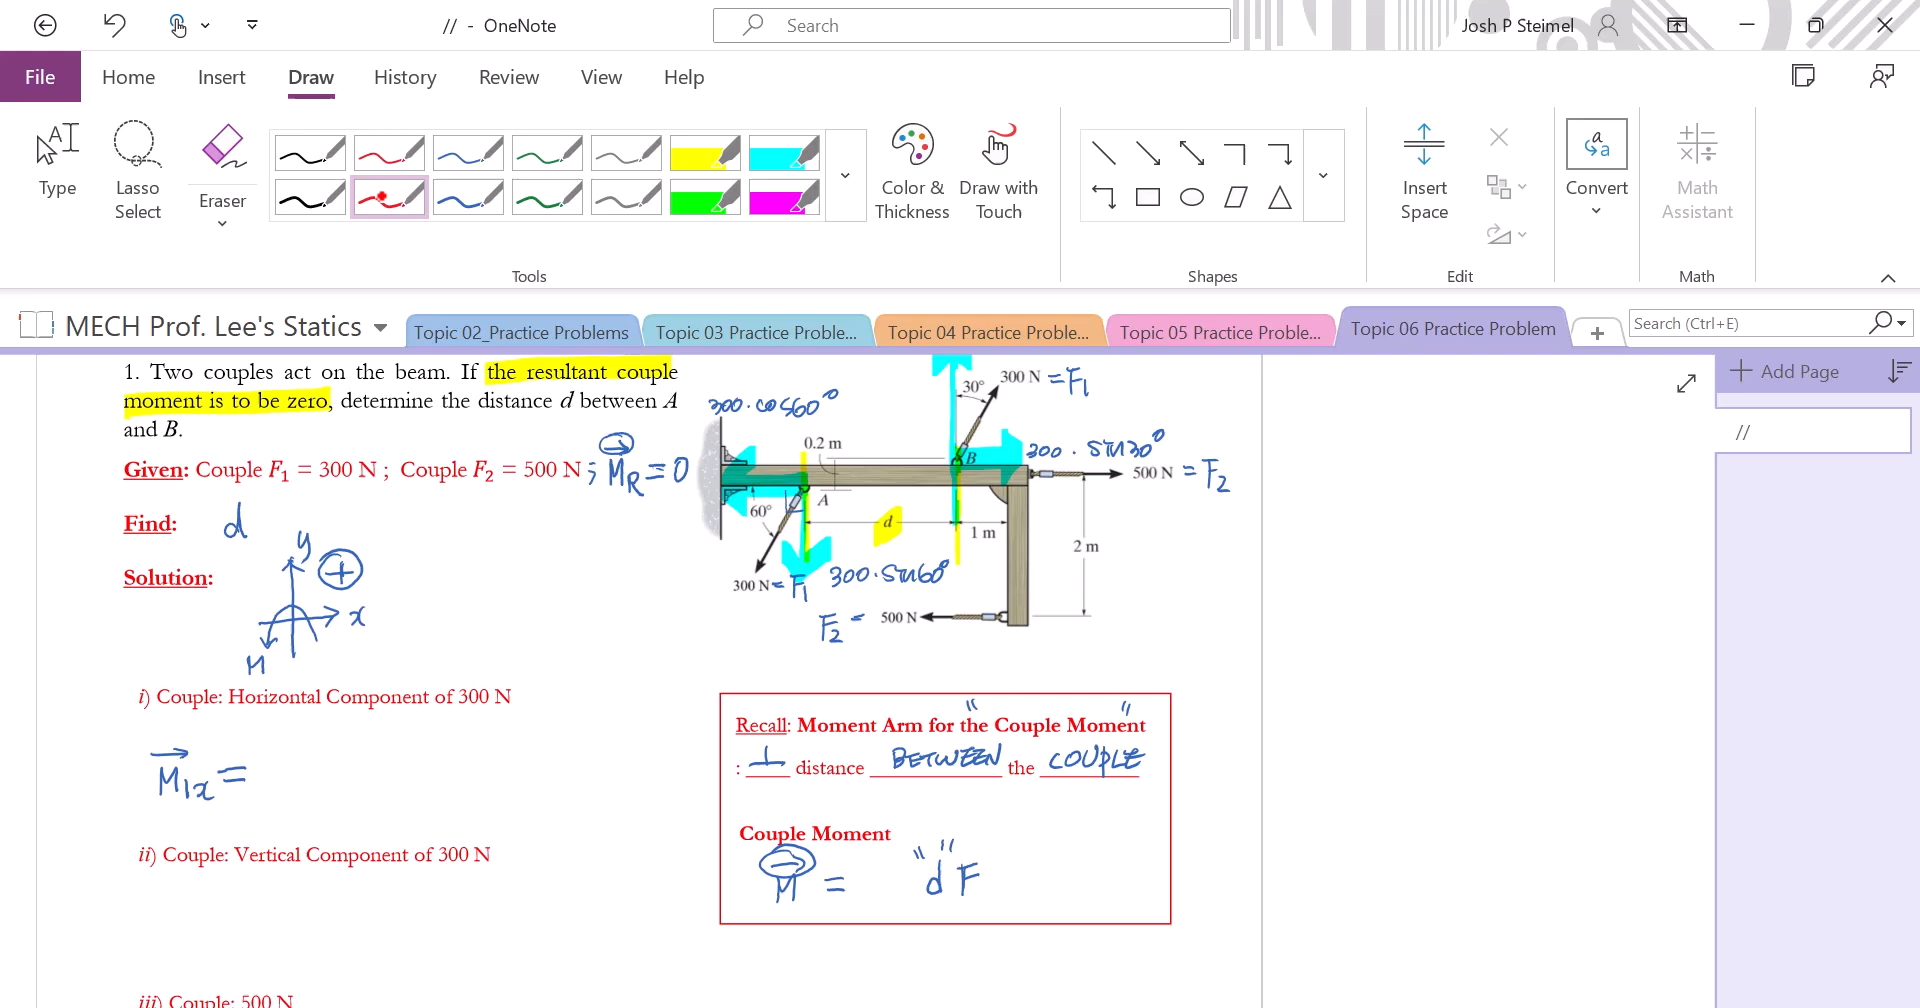 // - OneNote
Search
Josh P Steimel
File Home Insert Draw History Review View Help
Type
Lasso Select
Eraser
Color & Thickness
Draw with Touch
Insert Space
Convert
Math Assistant
Tools
Shapes
Edit
Math
MECH Prof. Lee's Statics
Topic 02_Practice Problems
Topic 03 Practice Proble...
Topic 04 Practice Proble...
Topic 05 Practice Proble...
Topic 06 Practice Problem
Search (Ctrl+E)
Add Page
//
1. Two couples act on the beam. If the resultant couple
moment is to be zero, determine the distance d between A
and B.
Given: Couple F₁ = 300 N ; Couple F₂ = 500 N ; M_R = 0
Find: d
Solution:
y
+
x
M
300·cos60°
30°
300 N = F₁
0.2 m
B
300 · sin30°
500 N = F₂
A
60°
d
1 m
2 m
300 N = F₁
300·sin60°
F₂ = 500 N
i) Couple: Horizontal Component of 300 N
M₁ₓ =
ii) Couple: Vertical Component of 300 N
iii) Couple: 500 N
Recall: Moment Arm for "the Couple Moment"
: ⊥ distance BETWEEN the COUPLE
Couple Moment
M = "d" F